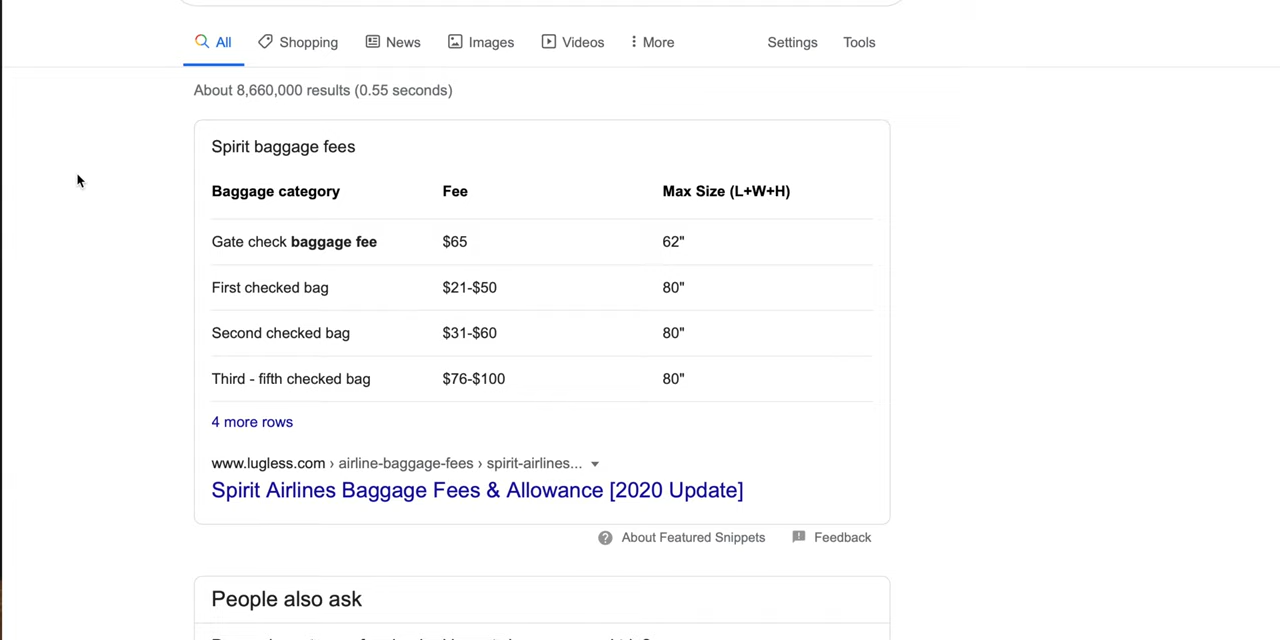 All Shopping News Images Videos More Settings Tools
About 8,660,000 results (0.55 seconds)
Spirit baggage fees
Baggage category Fee Max Size (L+W+H)
Gate check baggage fee $65 62"
First checked bag $21-$50 80"
Second checked bag $31-$60 80"
Third - fifth checked bag $76-$100 80"
4 more rows
www.lugless.com › airline-baggage-fees › spirit-airlines...
Spirit Airlines Baggage Fees & Allowance [2020 Update]
About Featured Snippets Feedback
People also ask